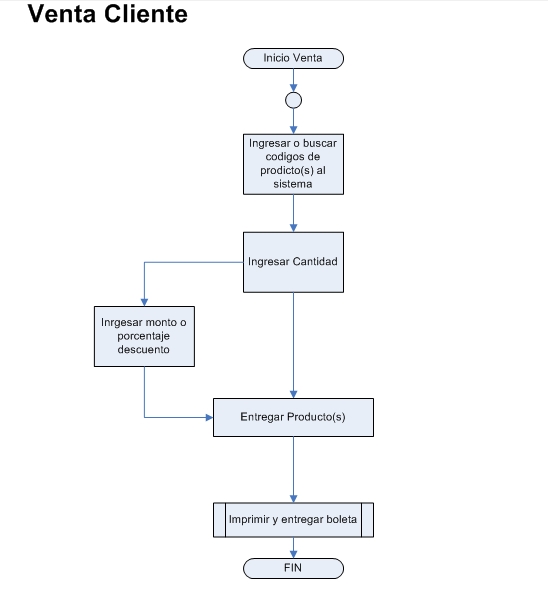 Venta Cliente
Inicio Venta
Ingresar o buscar
codigos de
prodicto(s) al
sistema
Ingresar Cantidad
Inrgesar monto o
porcentaje
descuento
Entregar Producto(s)
Imprimir y entregar boleta
FIN